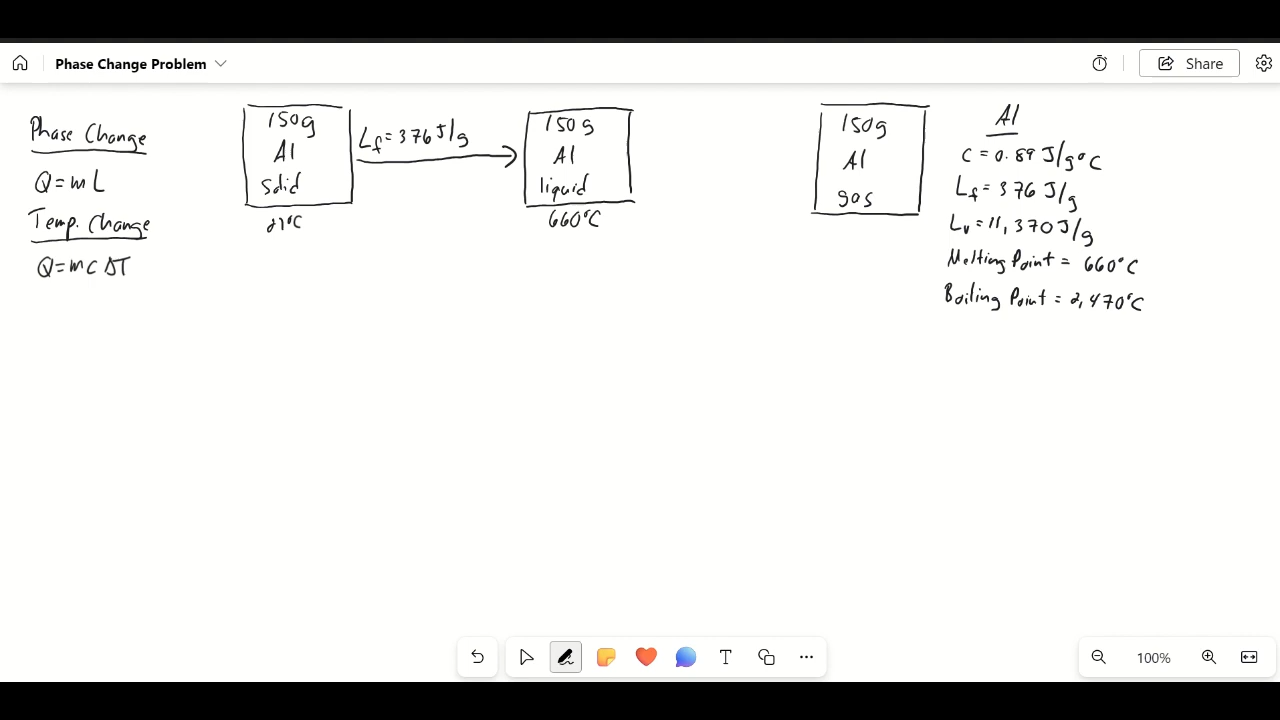 Phase Change Problem
Share
Phase Change
Q = mL
Temp. Change
Q = mcΔT
150g
Al
solid
Lf = 376 J/g
150g
Al
liquid
660°C
150g
Al
gas
Al
c = 0.89 J/g°C
Lf = 376 J/g
Lv = 11,370 J/g
Melting Point = 660°C
Boiling Point = 2,470°C
T
100%